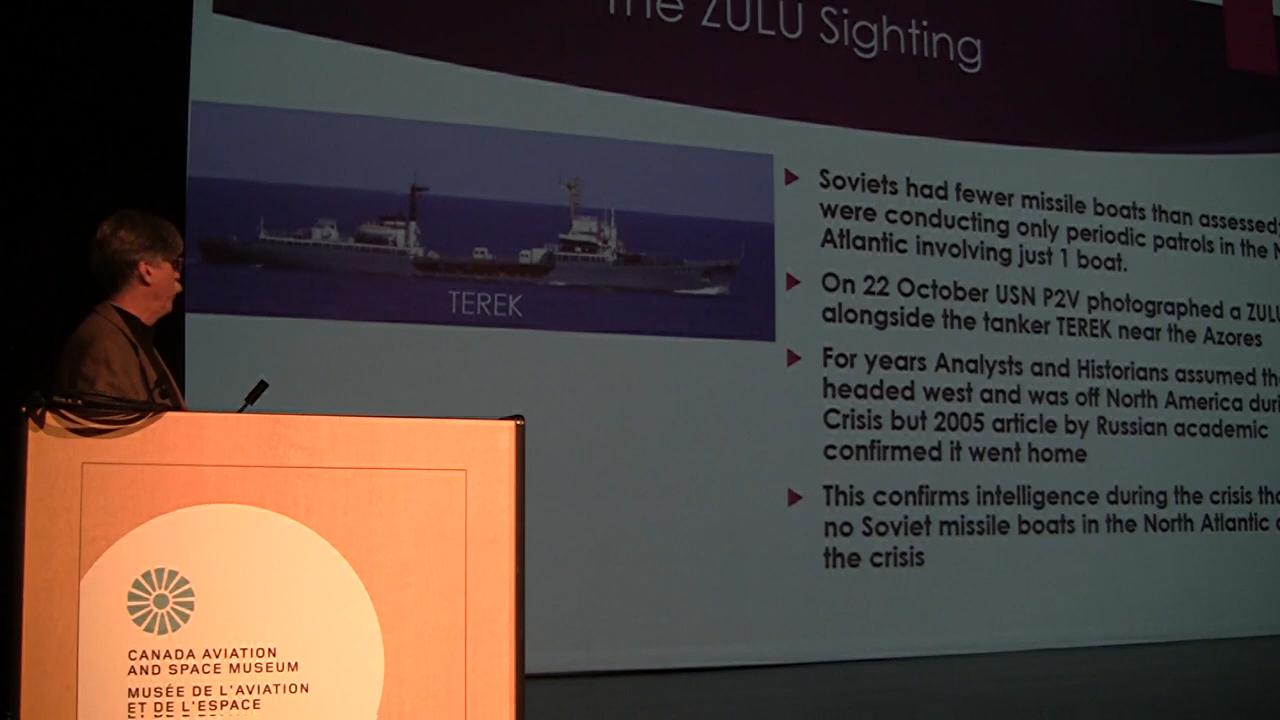 The ZULU Sighting
TEREK
Soviets had fewer missile boats than assessed
were conducting only periodic patrols in the
Atlantic involving just 1 boat.
On 22 October USN P2V photographed a ZULU
alongside the tanker TEREK near the Azores
For years Analysts and Historians assumed
headed west and was off North America
Crisis but 2005 article by Russian academic
confirmed it went home
This confirms intelligence during the crisis
no Soviet missile boats in the North Atlantic
the crisis
CANADA AVIATION
AND SPACE MUSEUM
MUSÉE DE L'AVIATION
ET DE L'ESPACE